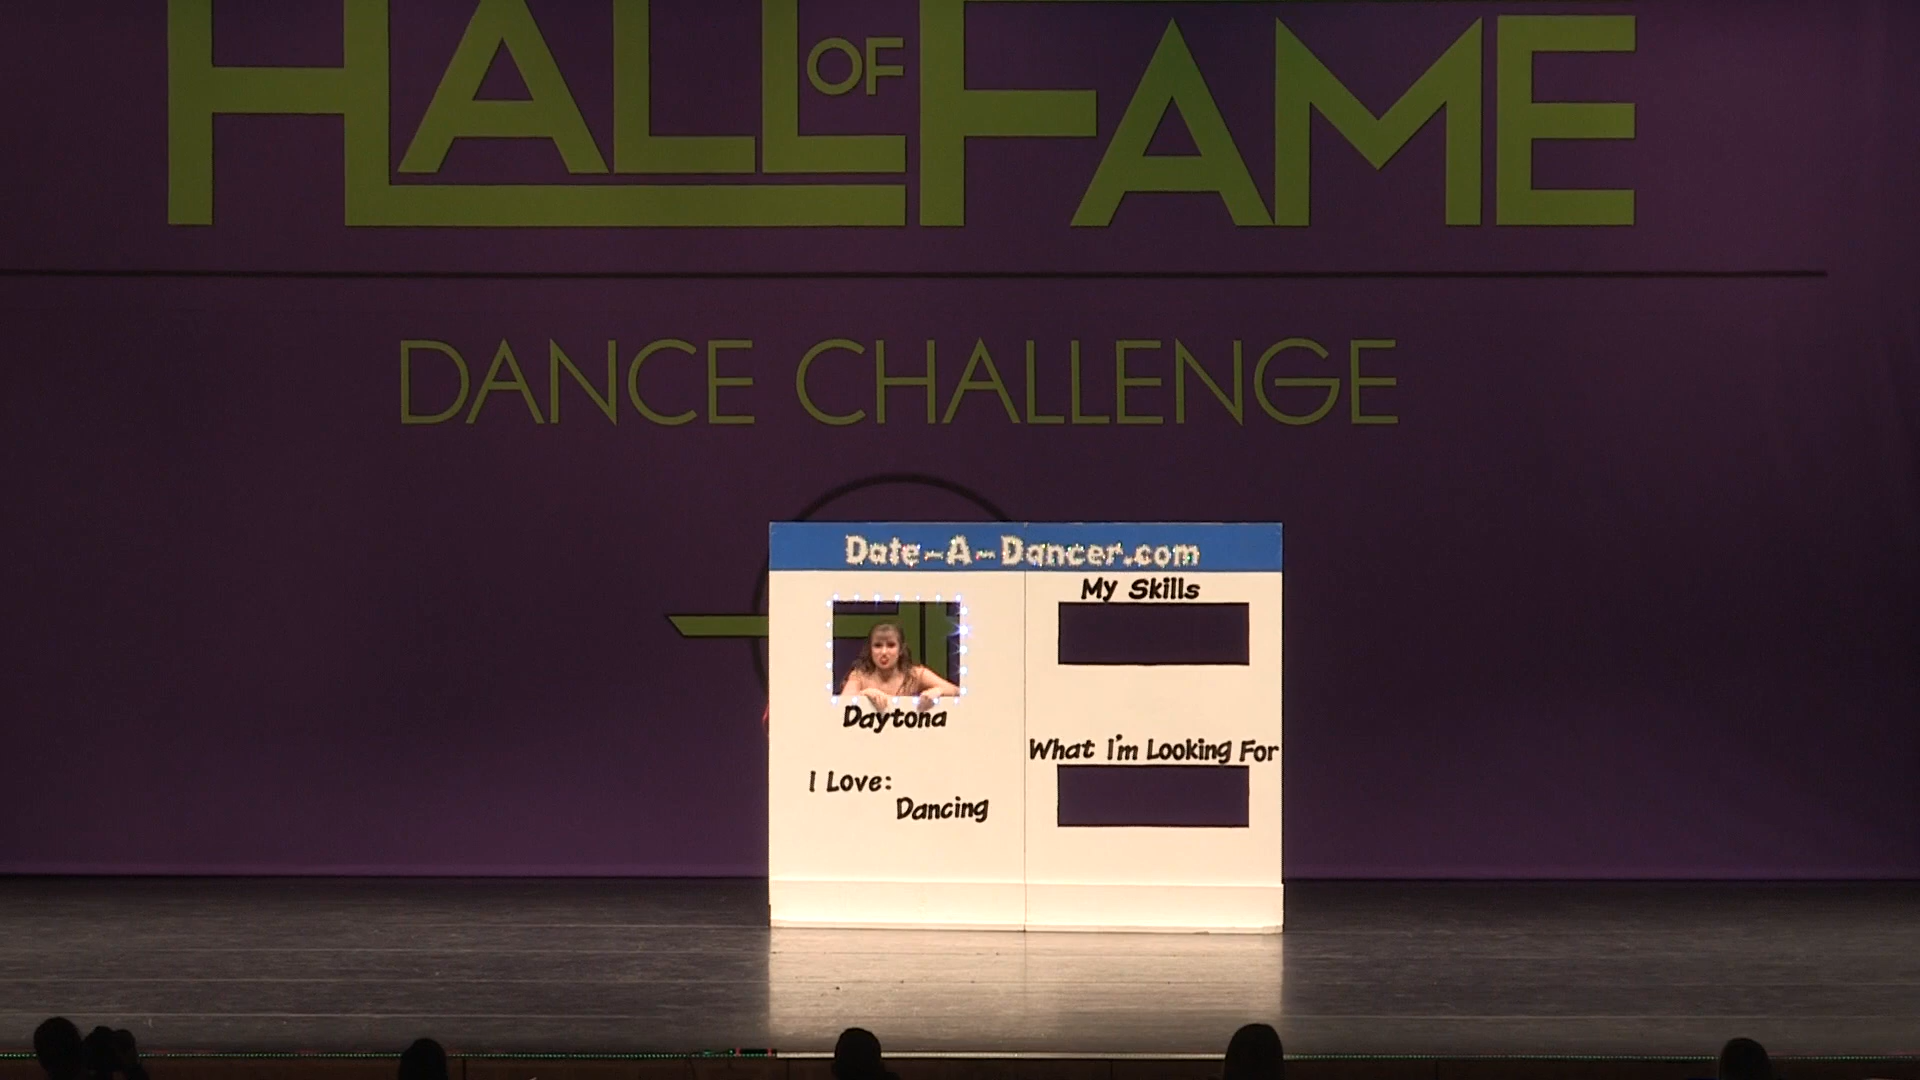 HALL OF FAME
DANCE CHALLENGE
Date-A-Dancer.com
My Skills
Daytona
What I'm Looking For
I Love:
Dancing